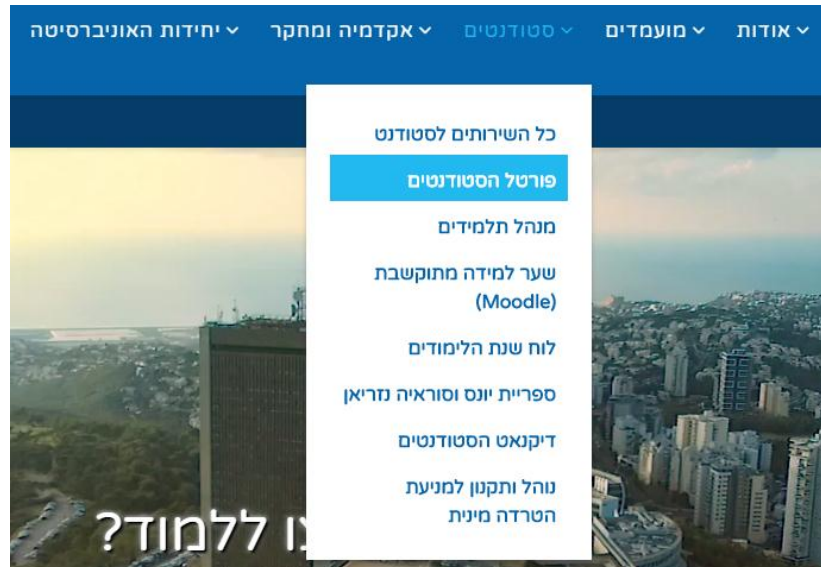 אודות מועמדים סטודנטים אקדמיה ומחקר יחידות האוניברסיטה
כל השירותים לסטודנט
פורטל הסטודנטים
מנהל תלמידים
שער למידה מתוקשבת
(Moodle)
לוח שנת הלימודים
ספריית יונס וסוראיה נזריאן
דיקנאט הסטודנטים
נוהל ותקנון למניעת
הטרדה מינית
ללמוד?